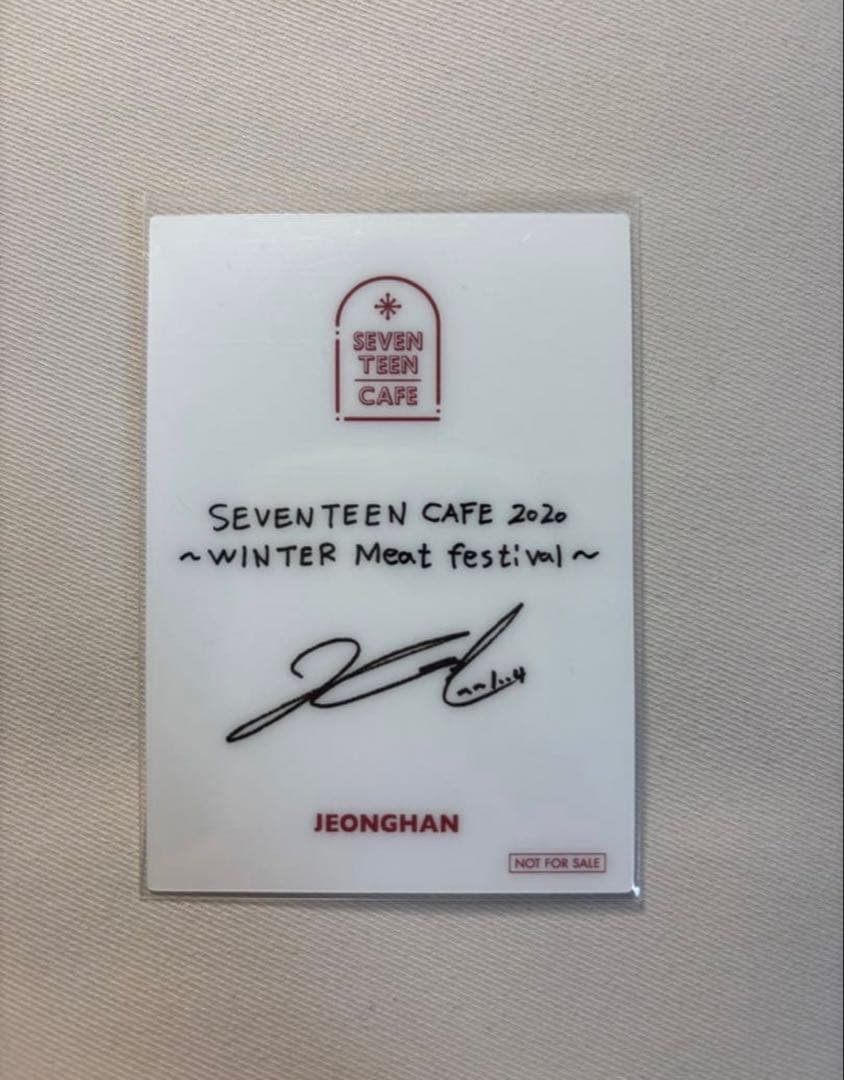 SEVEN
TEEN
CAFE
SEVENTEEN CAFE 2020
~WINTER Meat festival~
JEONGHAN
NOT FOR SALE